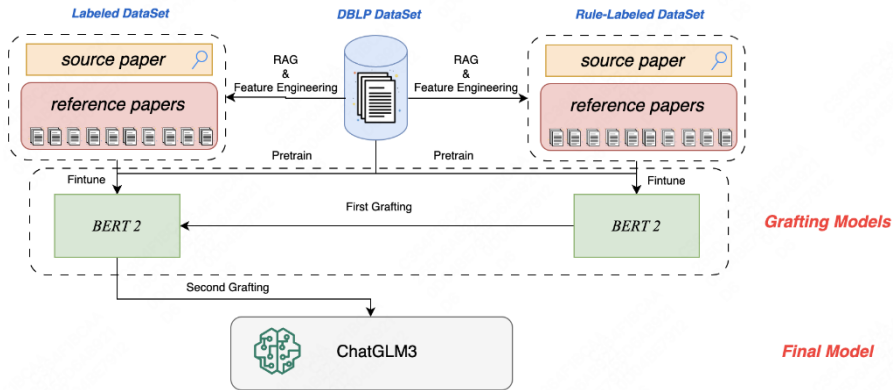 Labeled DataSet
DBLP DataSet
Rule-Labeled DataSet
source paper
RAG
&
Feature Engineering
RAG
&
Feature Engineering
source paper
reference papers
reference papers
Pretrain
Pretrain
Fintune
Fintune
BERT 2
First Grafting
BERT 2
Grafting Models
Second Grafting
ChatGLM3
Final Model